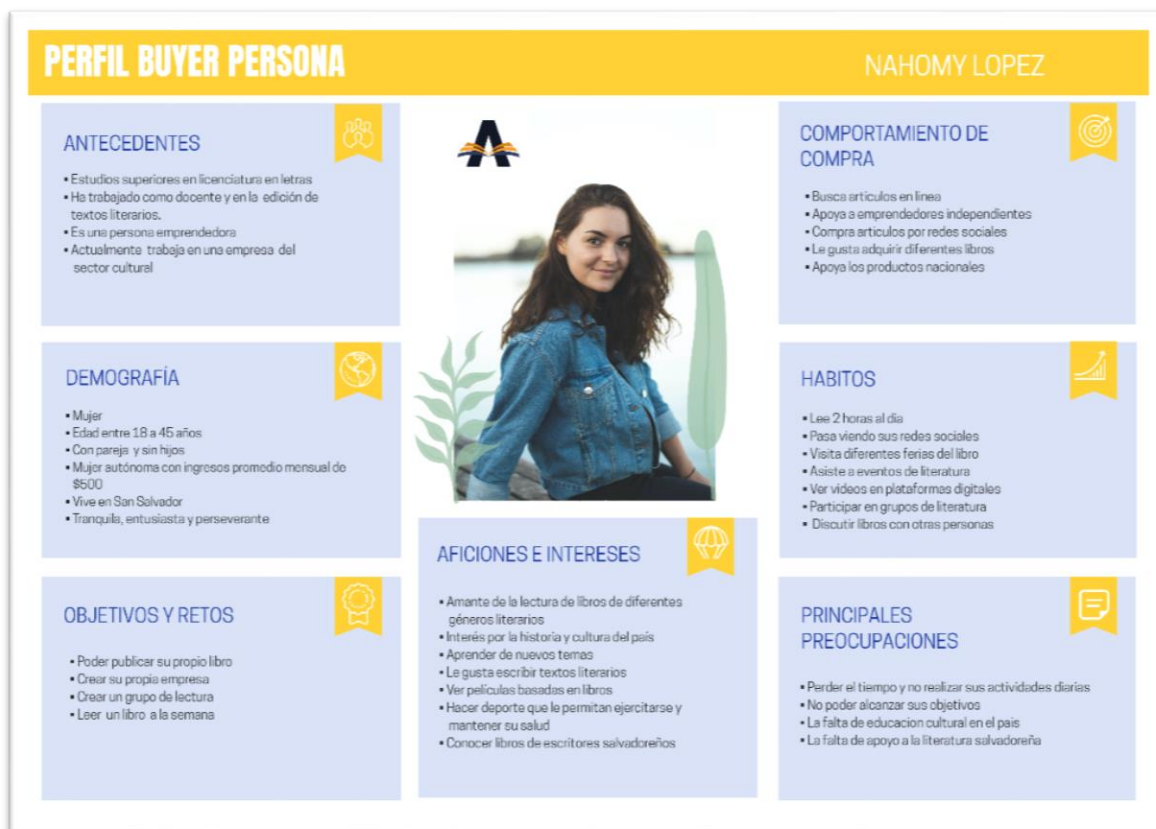 PERFIL BUYER PERSONA
NAHOMY LOPEZ
ANTECEDENTES
▪ Estudios superiores en licenciatura en letras
▪ Ha trabajado como docente y en la edición de
textos literarios.
▪ Es una persona emprendedora
▪ Actualmente trabaja en una empresa del
sector cultural
DEMOGRAFÍA
▪ Mujer
▪ Edad entre 18 a 45 años
▪ Con pareja y sin hijos
▪ Mujer autónoma con ingresos promedio mensual de
$500
▪ Vive en San Salvador
▪ Tranquila, entusiasta y perseverante
OBJETIVOS Y RETOS
▪ Poder publicar su propio libro
▪ Crear su propia empresa
▪ Crear un grupo de lectura
▪ Leer un libro a la semana
A
AFICIONES E INTERESES
▪ Amante de la lectura de libros de diferentes
géneros literarios
▪ Interés por la historia y cultura del país
▪ Aprender de nuevos temas
▪ Le gusta escribir textos literarios
▪ Ver películas basadas en libros
▪ Hacer deporte que le permitan ejercitarse y
mantener su salud
▪ Conocer libros de escritores salvadoreños
COMPORTAMIENTO DE
COMPRA
▪ Busca artículos en linea
▪ Apoya a emprendedores independientes
▪ Compra artículos por redes sociales
▪ Le gusta adquirir diferentes libros
▪ Apoya los productos nacionales
HABITOS
▪ Lee 2 horas al día
▪ Pasa viendo sus redes sociales
▪ Visita diferentes ferias del libro
▪ Asiste a eventos de literatura
▪ Ver videos en plataformas digitales
▪ Participar en grupos de literatura
▪ Discutir libros con otras personas
PRINCIPALES
PREOCUPACIONES
▪ Perder el tiempo y no realizar sus actividades diarias
▪ No poder alcanzar sus objetivos
▪ La falta de educacion cultural en el pais
▪ La falta de apoyo a la literatura salvadoreña